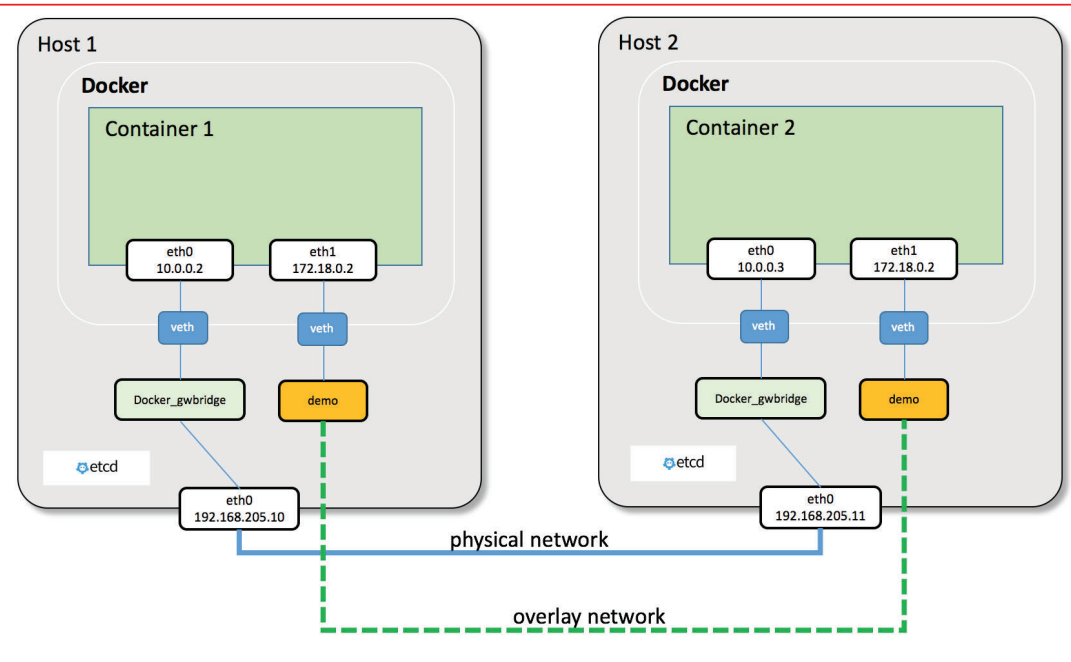 Host 1
Docker
Container 1
eth0
10.0.0.2
eth1
172.18.0.2
veth
veth
Docker_gwbridge
demo
etcd
eth0
192.168.205.10
Host 2
Docker
Container 2
eth0
10.0.0.3
eth1
172.18.0.2
veth
veth
Docker_gwbridge
demo
etcd
eth0
192.168.205.11
physical network
overlay network